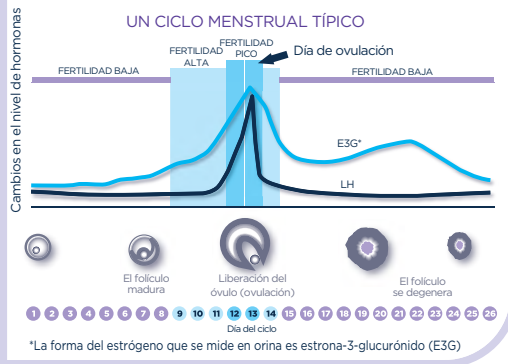 UN CICLO MENSTRUAL TÍPICO
Cambios en el nivel de hormonas
FERTILIDAD BAJA
FERTILIDAD
ALTA
FERTILIDAD
PICO
Día de ovulación
FERTILIDAD BAJA
E3G*
LH
El folículo
madura
Liberación del
óvulo (ovulación)
El folículo
se degenera
1 2 3 4 5 6 7 8 9 10 11 12 13 14 15 16 17 18 19 20 21 22 23 24 25 26
Día del ciclo
*La forma del estrógeno que se mide en orina es estrona-3-glucurónido (E3G)